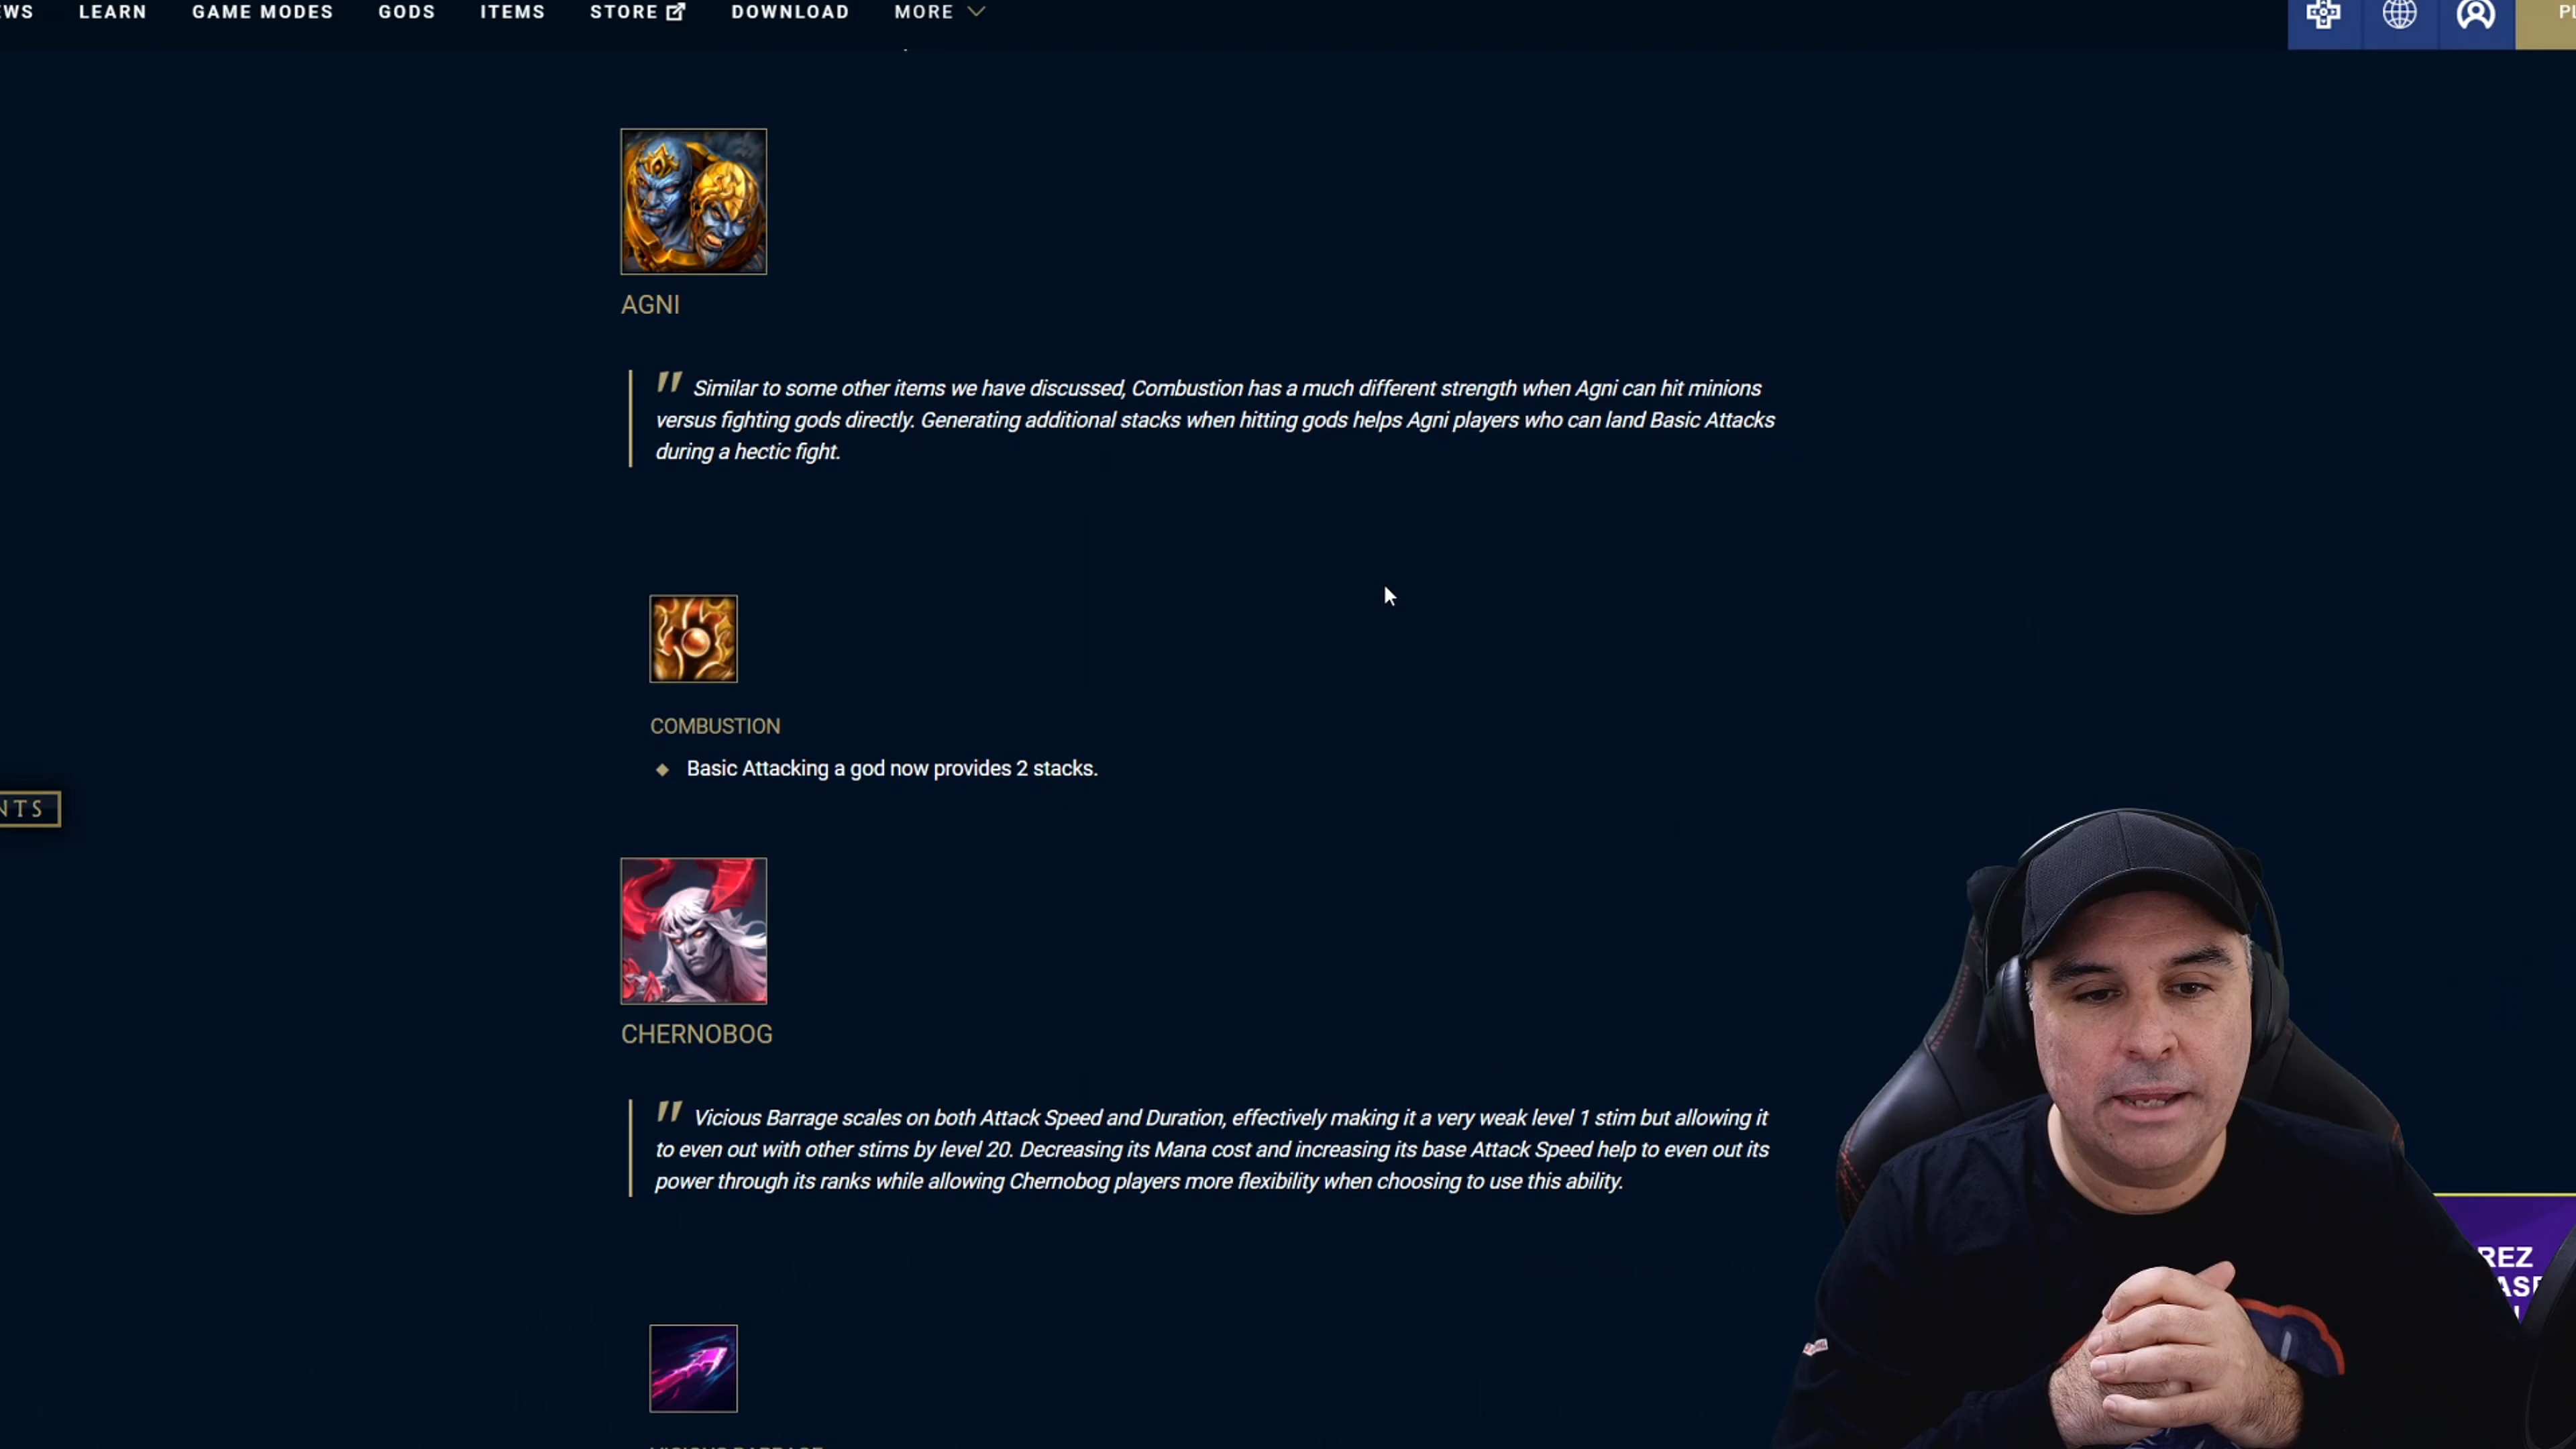 LEARN GAME MODES GODS ITEMS STORE DOWNLOAD MORE
AGNI
" Similar to some other items we have discussed, Combustion has a much different strength when Agni can hit minions
versus fighting gods directly. Generating additional stacks when hitting gods helps Agni players who can land Basic Attacks
during a hectic fight.
COMBUSTION
Basic Attacking a god now provides 2 stacks.
NTS
CHERNOBOG
" Vicious Barrage scales on both Attack Speed and Duration, effectively making it a very weak level 1 stim but allowing it
to even out with other stims by level 20. Decreasing its Mana cost and increasing its base Attack Speed help to even out its
power through its ranks while allowing Chernobog players more flexibility when choosing to use this ability.
REZ